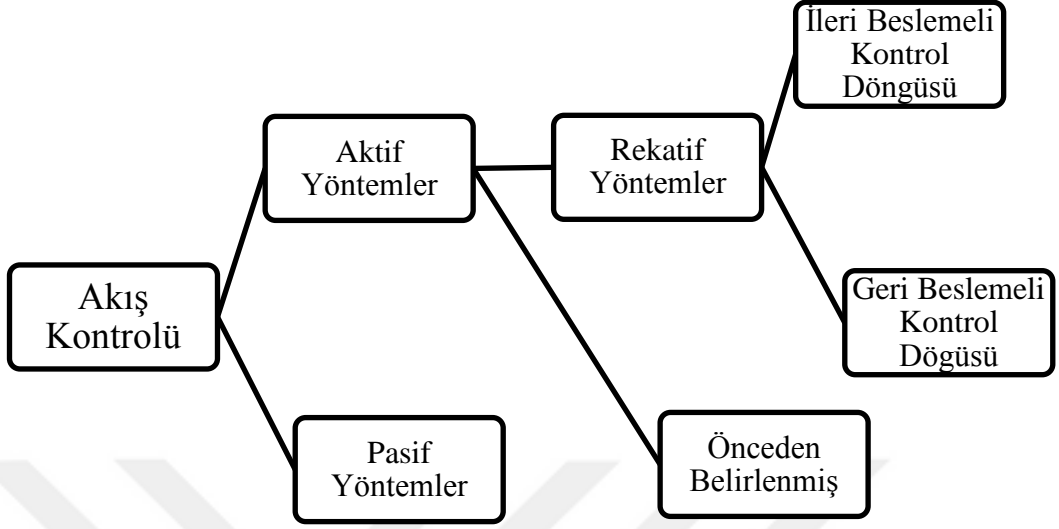 Akış
Kontrolü
Aktif
Yöntemler
Pasif
Yöntemler
Rekatif
Yöntemler
Önceden
Belirlenmiş
İleri Beslemeli
Kontrol
Döngüsü
Geri Beslemeli
Kontrol
Dögüsü